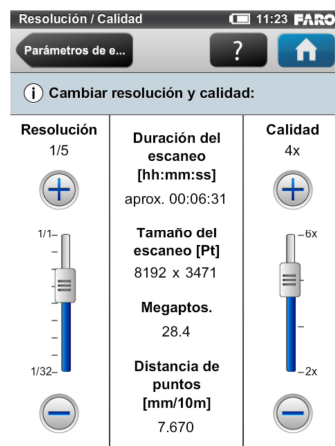 Resolución / Calidad 11:23 FARO
Parámetros de e... ?
i Cambiar resolución y calidad:
Resolución
1/5
1/1
1/32
Duración del
escaneo
[hh:mm:ss]
aprox. 00:06:31
Tamaño del
escaneo [Pt]
8192 x 3471
Megaptos.
28.4
Distancia de
puntos
[mm/10m]
7.670
Calidad
4x
6x
2x